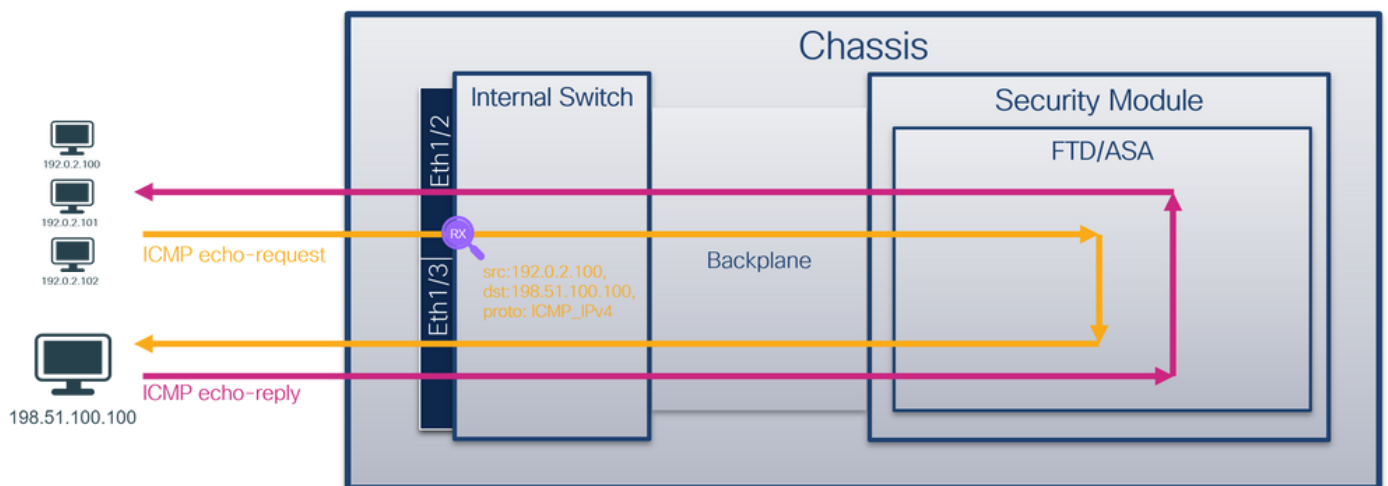 Chassis
Internal Switch
Security Module
FTD/ASA
Eth1/2
192.0.2.100
192.0.2.101
ICMP echo-request
RX
192.0.2.102
Backplane
src:192.0.2.100,
dst:198.51.100.100,
proto: ICMP_IPv4
Eth1/3
ICMP echo-reply
198.51.100.100